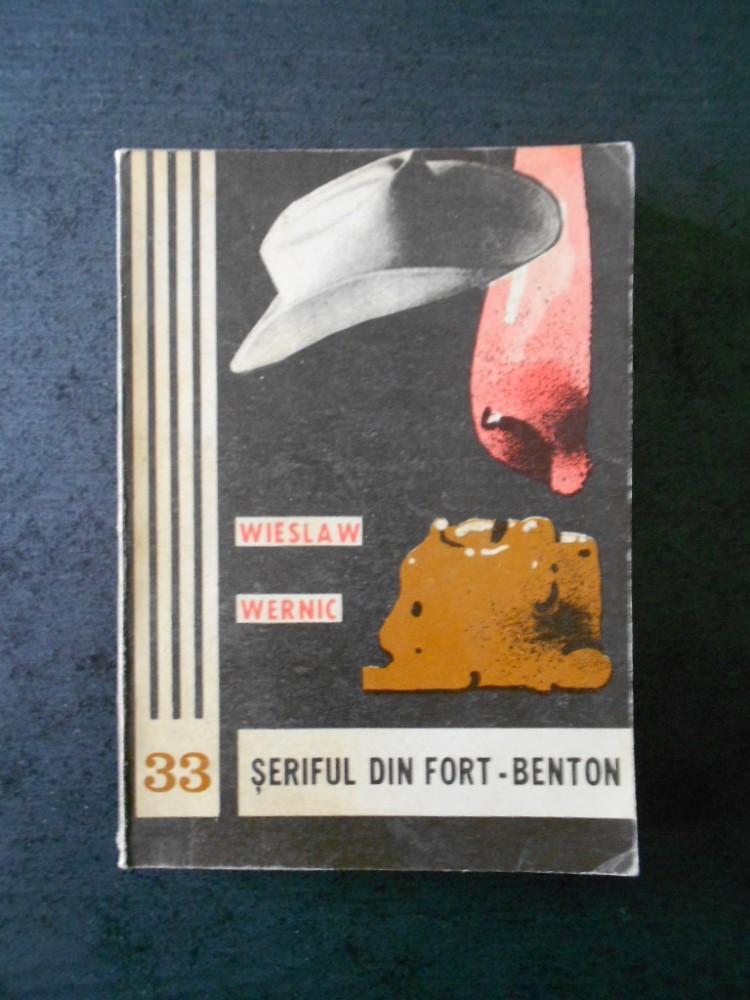 WIESLAW
WERNIC
33
ȘERIFUL DIN FORT-BENTON